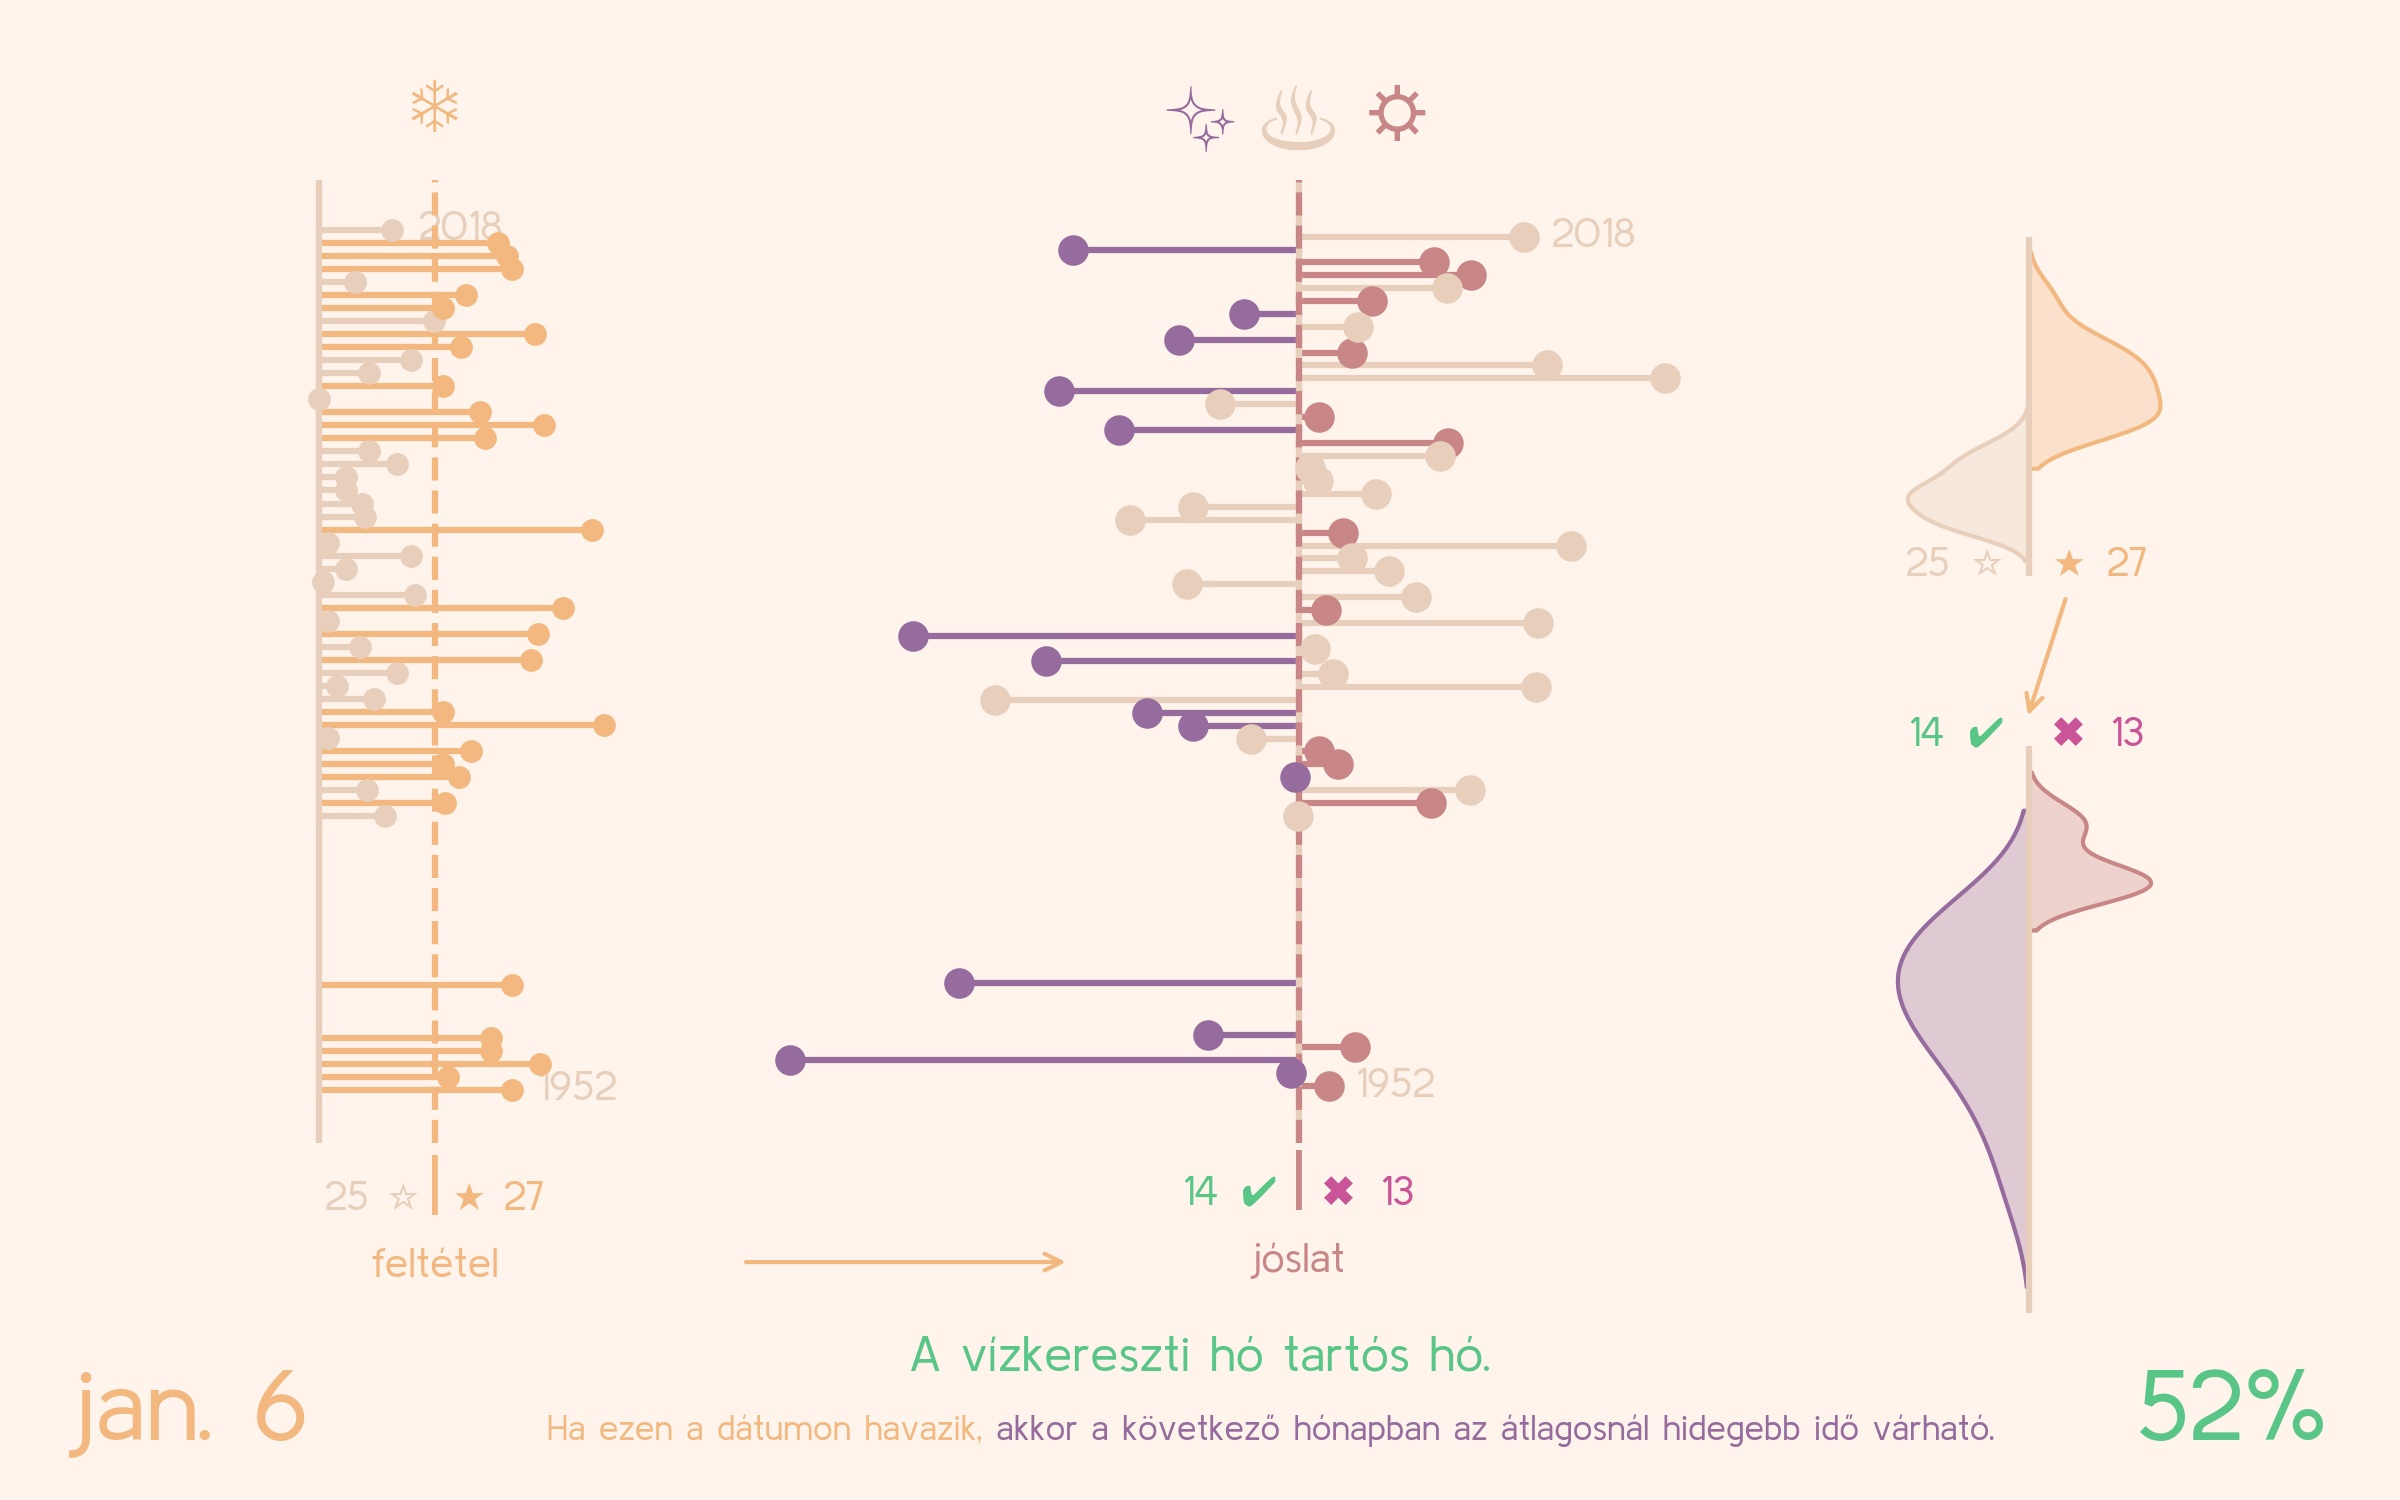 2018
2018
25 ☆ ★ 27
14 ✔ ✖ 13
1952
1952
25 ☆ ★ 27
14 ✔ ✖ 13
feltétel
jóslat
A vízkereszti hó tartós hó.
jan. 6
Ha ezen a dátumon havazik, akkor a következő hónapban az átlagosnál hidegebb idő várható.
52%